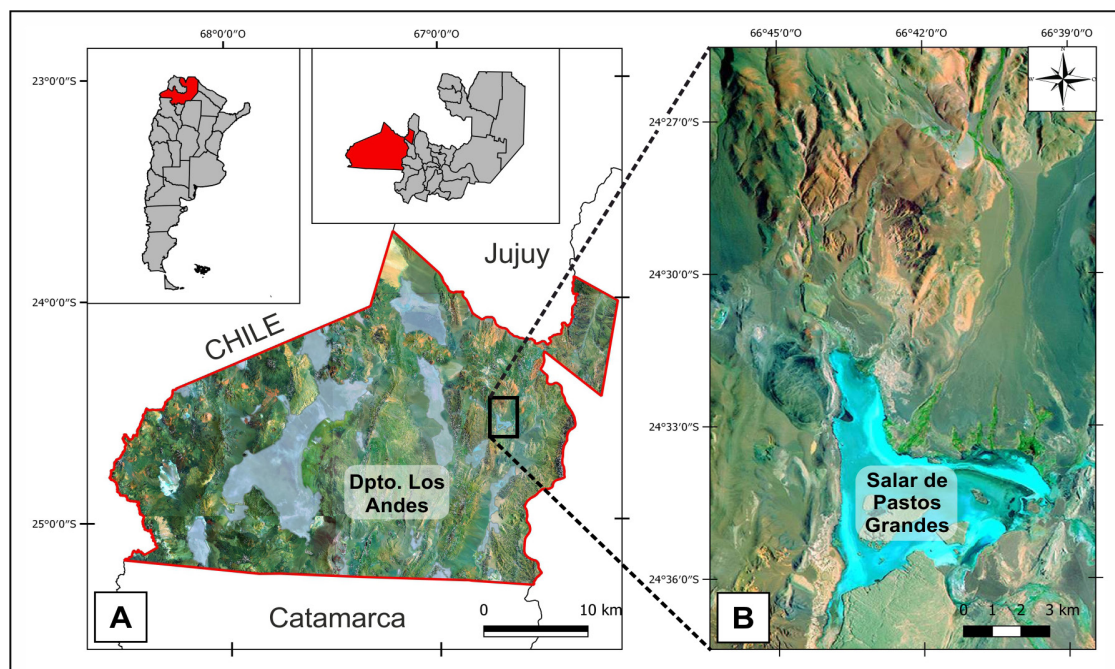 68°0'0"O
67°0'0"O
66°45'0"O
66°42'0"O
66°39'0"O
23°0'0"S
24°0'0"S
25°0'0"S
CHILE
Jujuy
Dpto. Los
Andes
Catamarca
A
0
10 km
24°27'0"S
24°30'0"S
24°33'0"S
24°36'0"S
N
S
Salar de
Pastos
Grandes
B
0
1
2
3 km